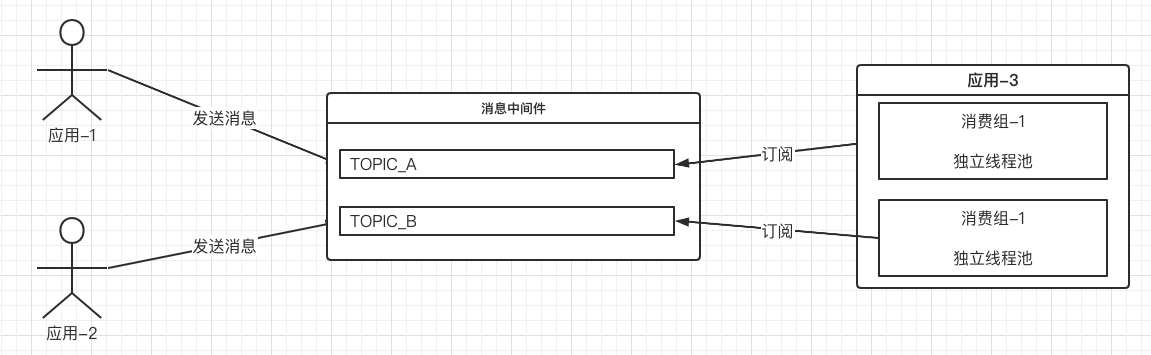 应用-1
发送消息
应用-2
发送消息
消息中间件
TOPIC_A
TOPIC_B
订阅
订阅
应用-3
消费组-1
独立线程池
消费组-1
独立线程池